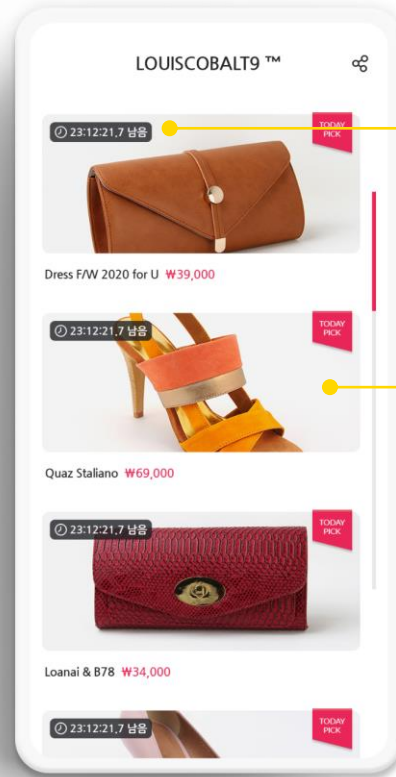 LOUISCOBALT9 ™
23:12:21,7 남음
TODAY
PICK
Dress F/W 2020 for U ₩39,000
23:12:21,7 남음
TODAY
PICK
Quaz Staliano ₩69,000
23:12:21,7 남음
TODAY
PICK
Loanai & B78 ₩34,000
23:12:21,7 남음
TODAY
PICK